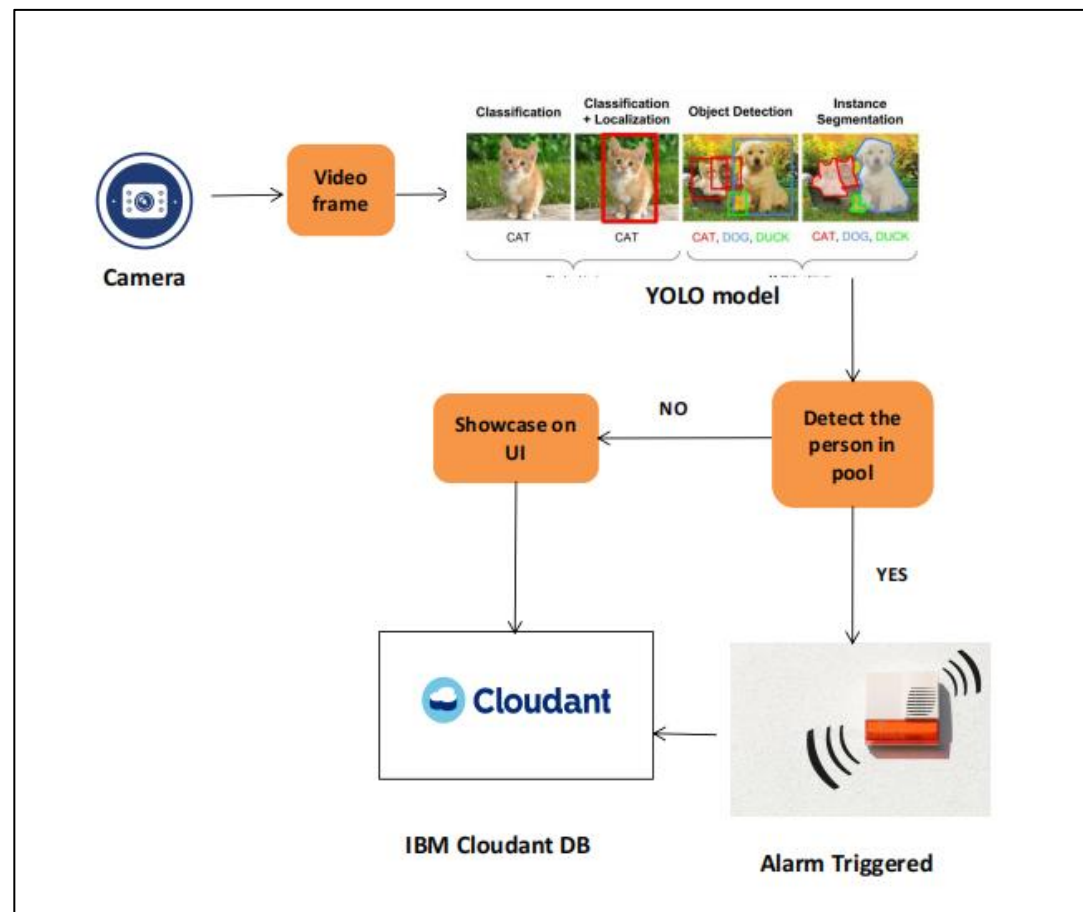 Classification
Classification
+ Localization
Object Detection
Instance
Segmentation
CAT
CAT
CAT, DOG, DUCK
CAT, DOG, DUCK
Camera
Video
frame
YOLO model
Showcase on
UI
NO
Detect the
person in
pool
YES
Cloudant
IBM Cloudant DB
Alarm Triggered